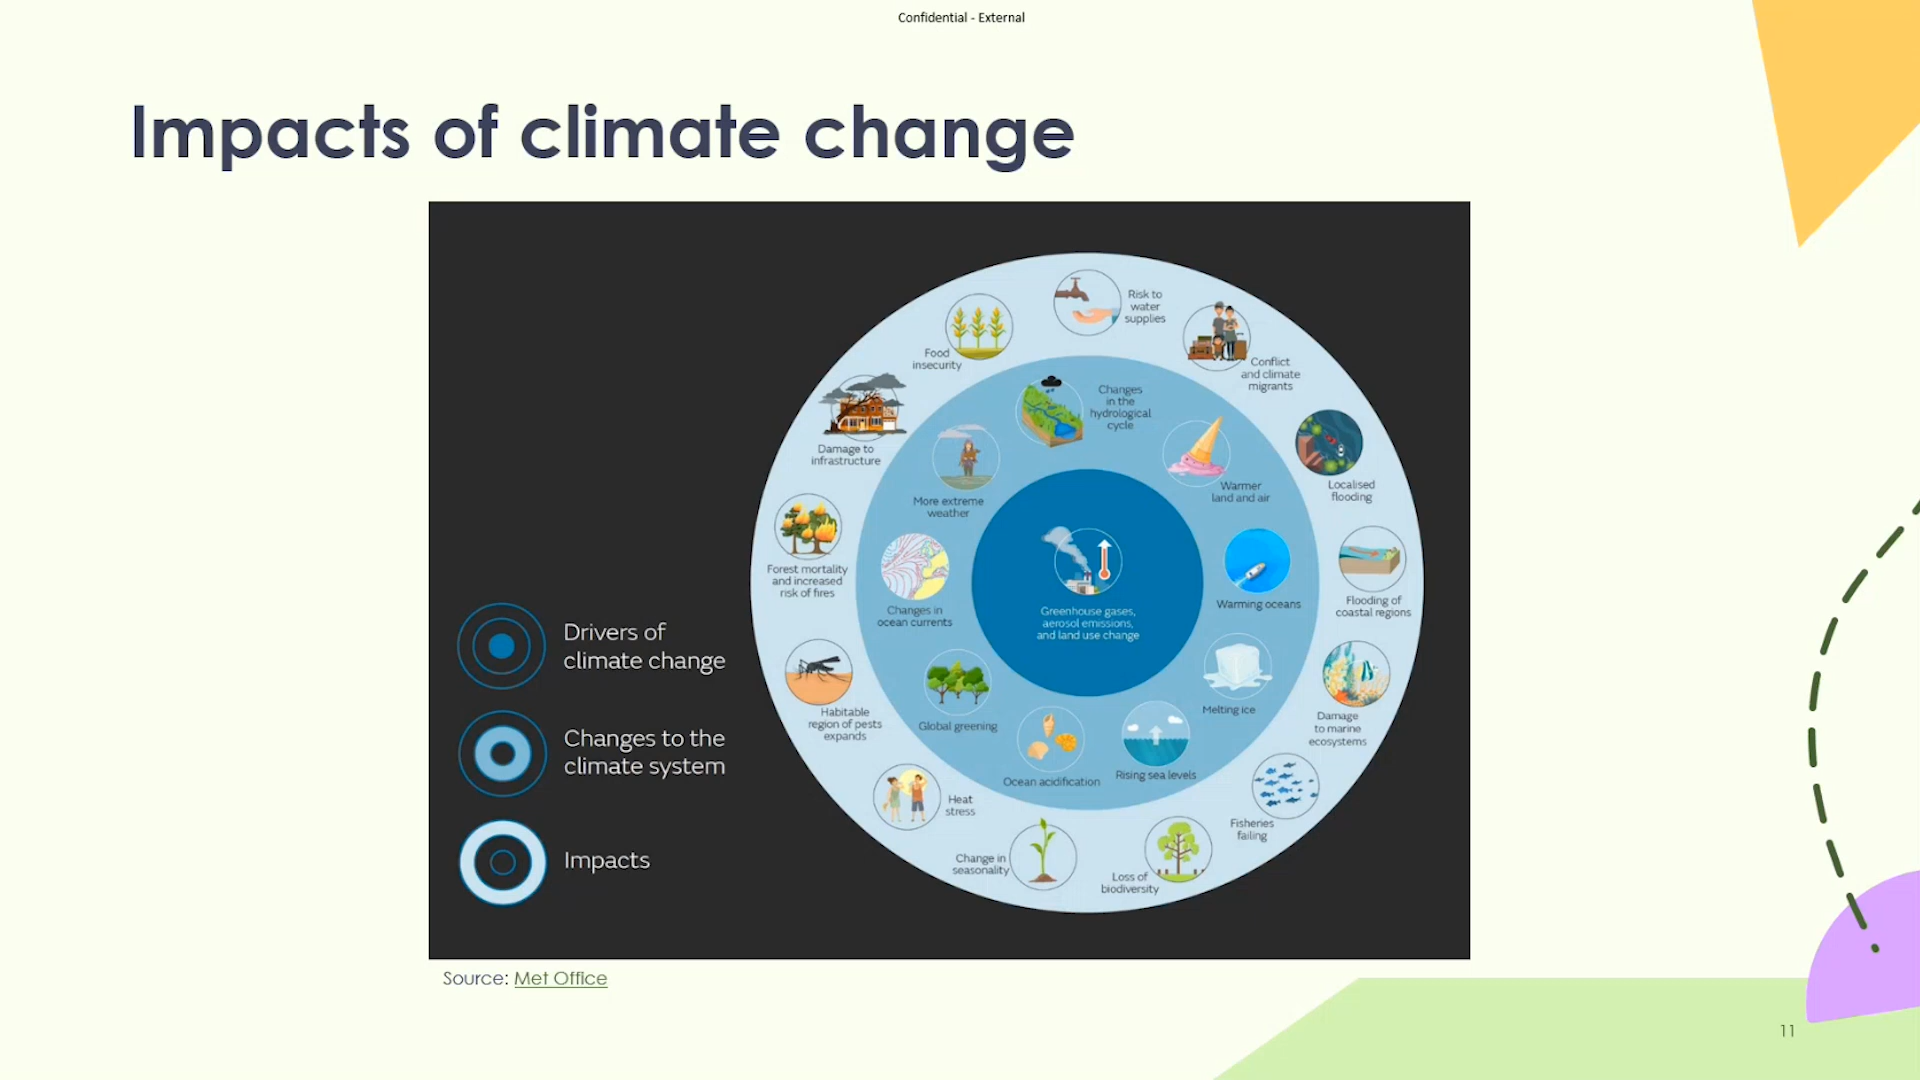 Confidential - External
Impacts of climate change
Risk to
water
supplies
Food
insecurity
Conflict
and climate
migrants
Changes
in the
hydrological
cycle
Damage to
infrastructure
Warmer
land and air
Localised
flooding
More extreme
weather
Forest mortality
and increased
risk of fires
Changes in
ocean currents
Greenhouse gases,
aerosol emissions,
and land use change
Warming oceans
Flooding of
coastal regions
Drivers of
climate change
Habitable
region of pests
expands
Global greening
Melting ice
Damage
to marine
ecosystems
Changes to the
climate system
Ocean acidification
Rising sea levels
Heat
stress
Fisheries
failing
Change in
seasonality
Loss of
biodiversity
Impacts
Source: Met Office
11